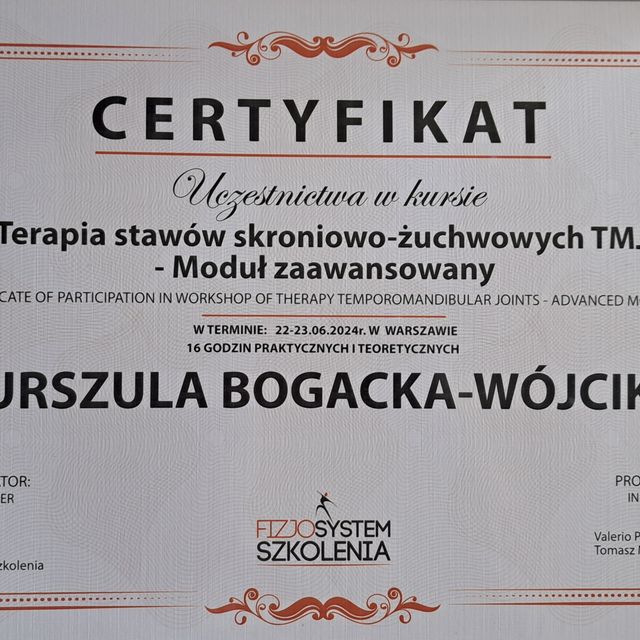 CERTYFIKAT
Uczestnictwa w kursie
Terapia stawów skroniowo-żuchwowych TMJ
- Moduł zaawansowany
CATE OF PARTICIPATION IN WORKSHOP OF THERAPY TEMPOROMANDIBULAR JOINTS - ADVANCED MO
W TERMINIE: 22-23.06.2024r. W WARSZAWIE
16 GODZIN PRAKTYCZNYCH I TEORETYCZNYCH
URSZULA BOGACKA-WÓJCIK
ATOR:
ER
zkolenia
FIZJOSYSTEM
SZKOLENIA
PRO
IN
Valerio P
Tomasz M